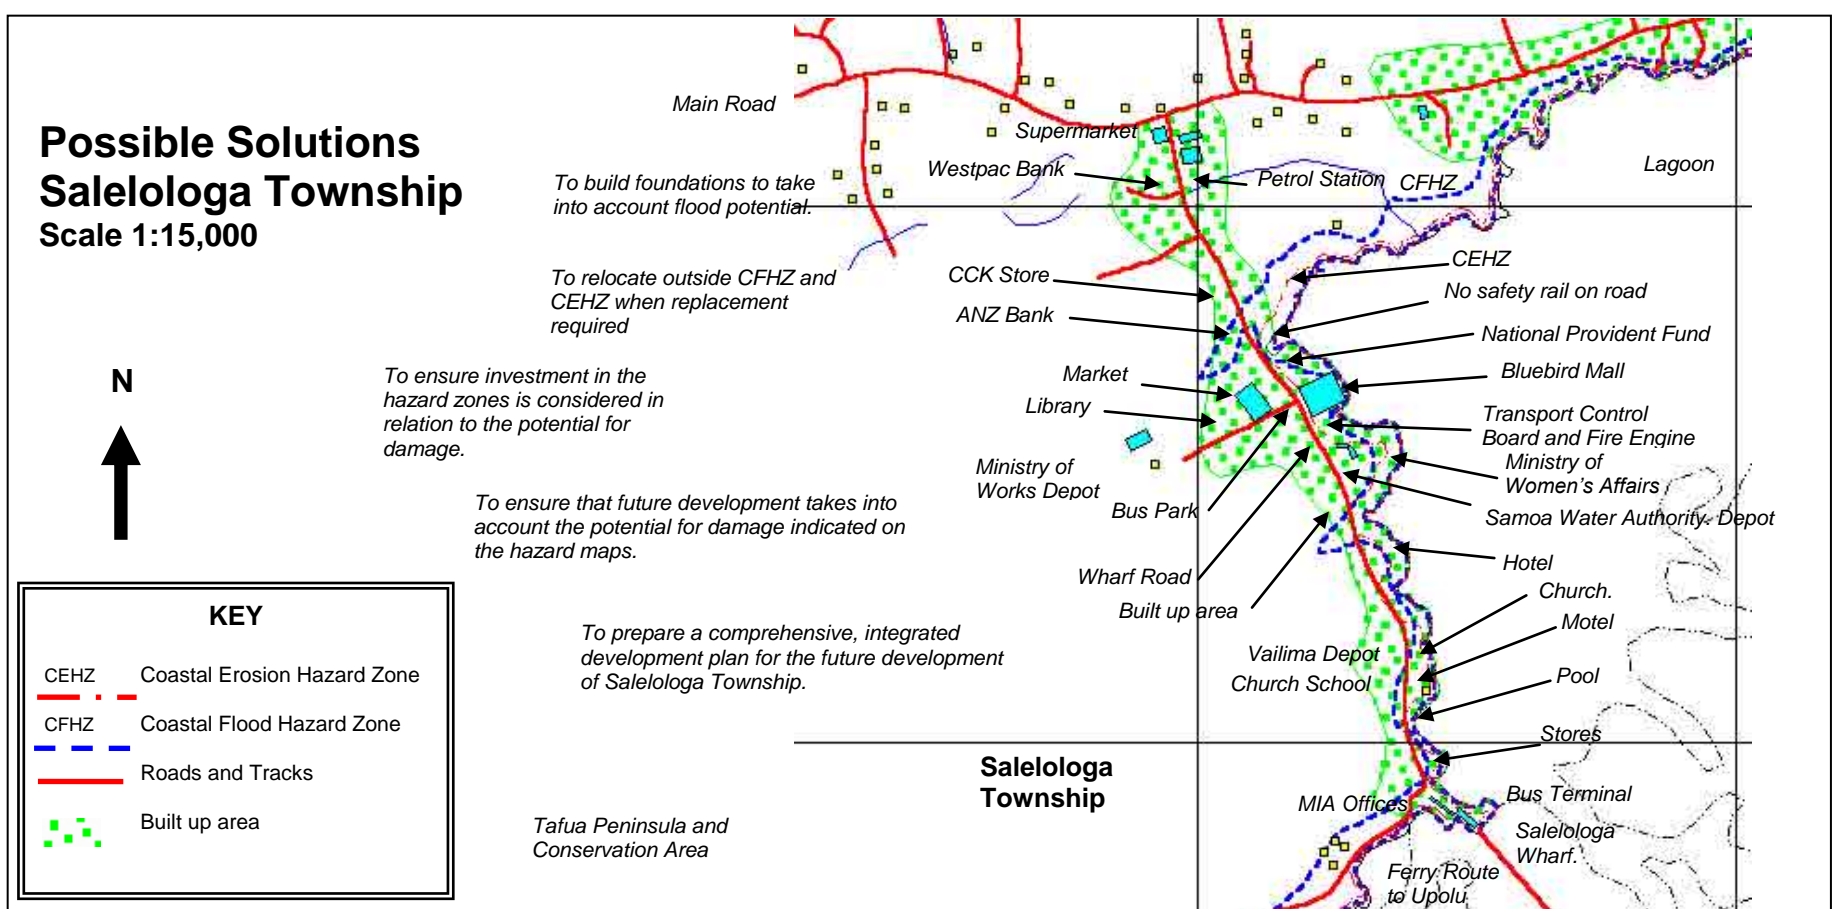 Possible Solutions
Salelologa Township
Scale 1:15,000
N
Main Road
To build foundations to take
into account flood potential.
To relocate outside CFHZ and
CEHZ when replacement
required
To ensure investment in the
hazard zones is considered in
relation to the potential for
damage.
To ensure that future development takes into
account the potential for damage indicated on
the hazard maps.
To prepare a comprehensive, integrated
development plan for the future development
of Salelologa Township.
Tafua Peninsula and
Conservation Area
KEY
CEHZ Coastal Erosion Hazard Zone
CFHZ Coastal Flood Hazard Zone
Roads and Tracks
Built up area
Supermarket
Westpac Bank
Petrol Station
CFHZ
Lagoon
CCK Store
ANZ Bank
Market
Library
Ministry of
Works Depot
Bus Park
Wharf Road
Built up area
CEHZ
No safety rail on road
National Provident Fund
Bluebird Mall
Transport Control
Board and Fire Engine
Ministry of
Women's Affairs
Samoa Water Authority. Depot
Hotel
Church.
Motel
Vailima Depot
Church School
Pool
Stores
Salelologa
Township
MIA Offices
Bus Terminal
Salelologa
Wharf.
Ferry Route
to Upolu